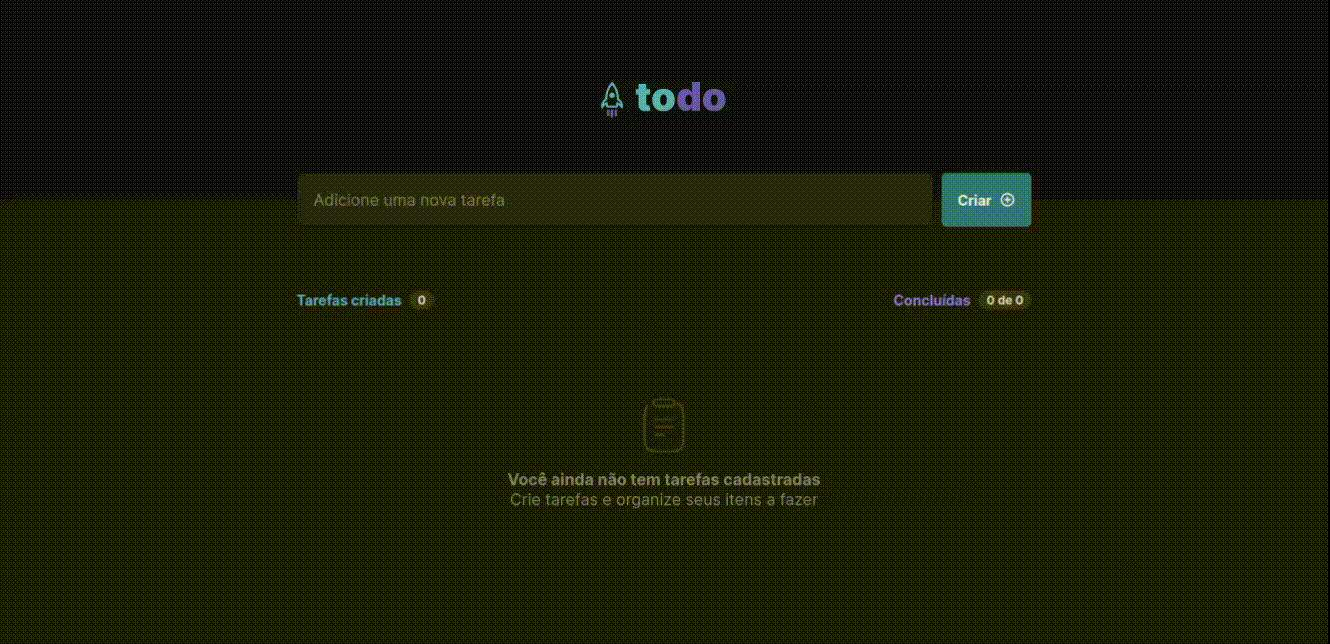 todo
Adicione uma nova tarefa
Criar
Tarefas criadas 0
Concluídas 0 de 0
Você ainda não tem tarefas cadastradas
Crie tarefas e organize seus itens a fazer